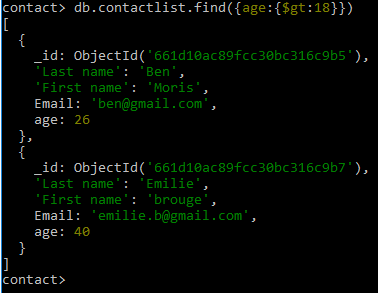 contact> db.contactlist.find({age:{$gt:18}})
[
  {
    _id: ObjectId('661d10ac89fcc30bc316c9b5'),
    'Last name': 'Ben',
    'First name': 'Moris',
    Email: 'ben@gmail.com',
    age: 26
  },
  {
    _id: ObjectId('661d10ac89fcc30bc316c9b7'),
    'Last name': 'Emilie',
    'First name': 'brouge',
    Email: 'emilie.b@gmail.com',
    age: 40
  }
]
contact>